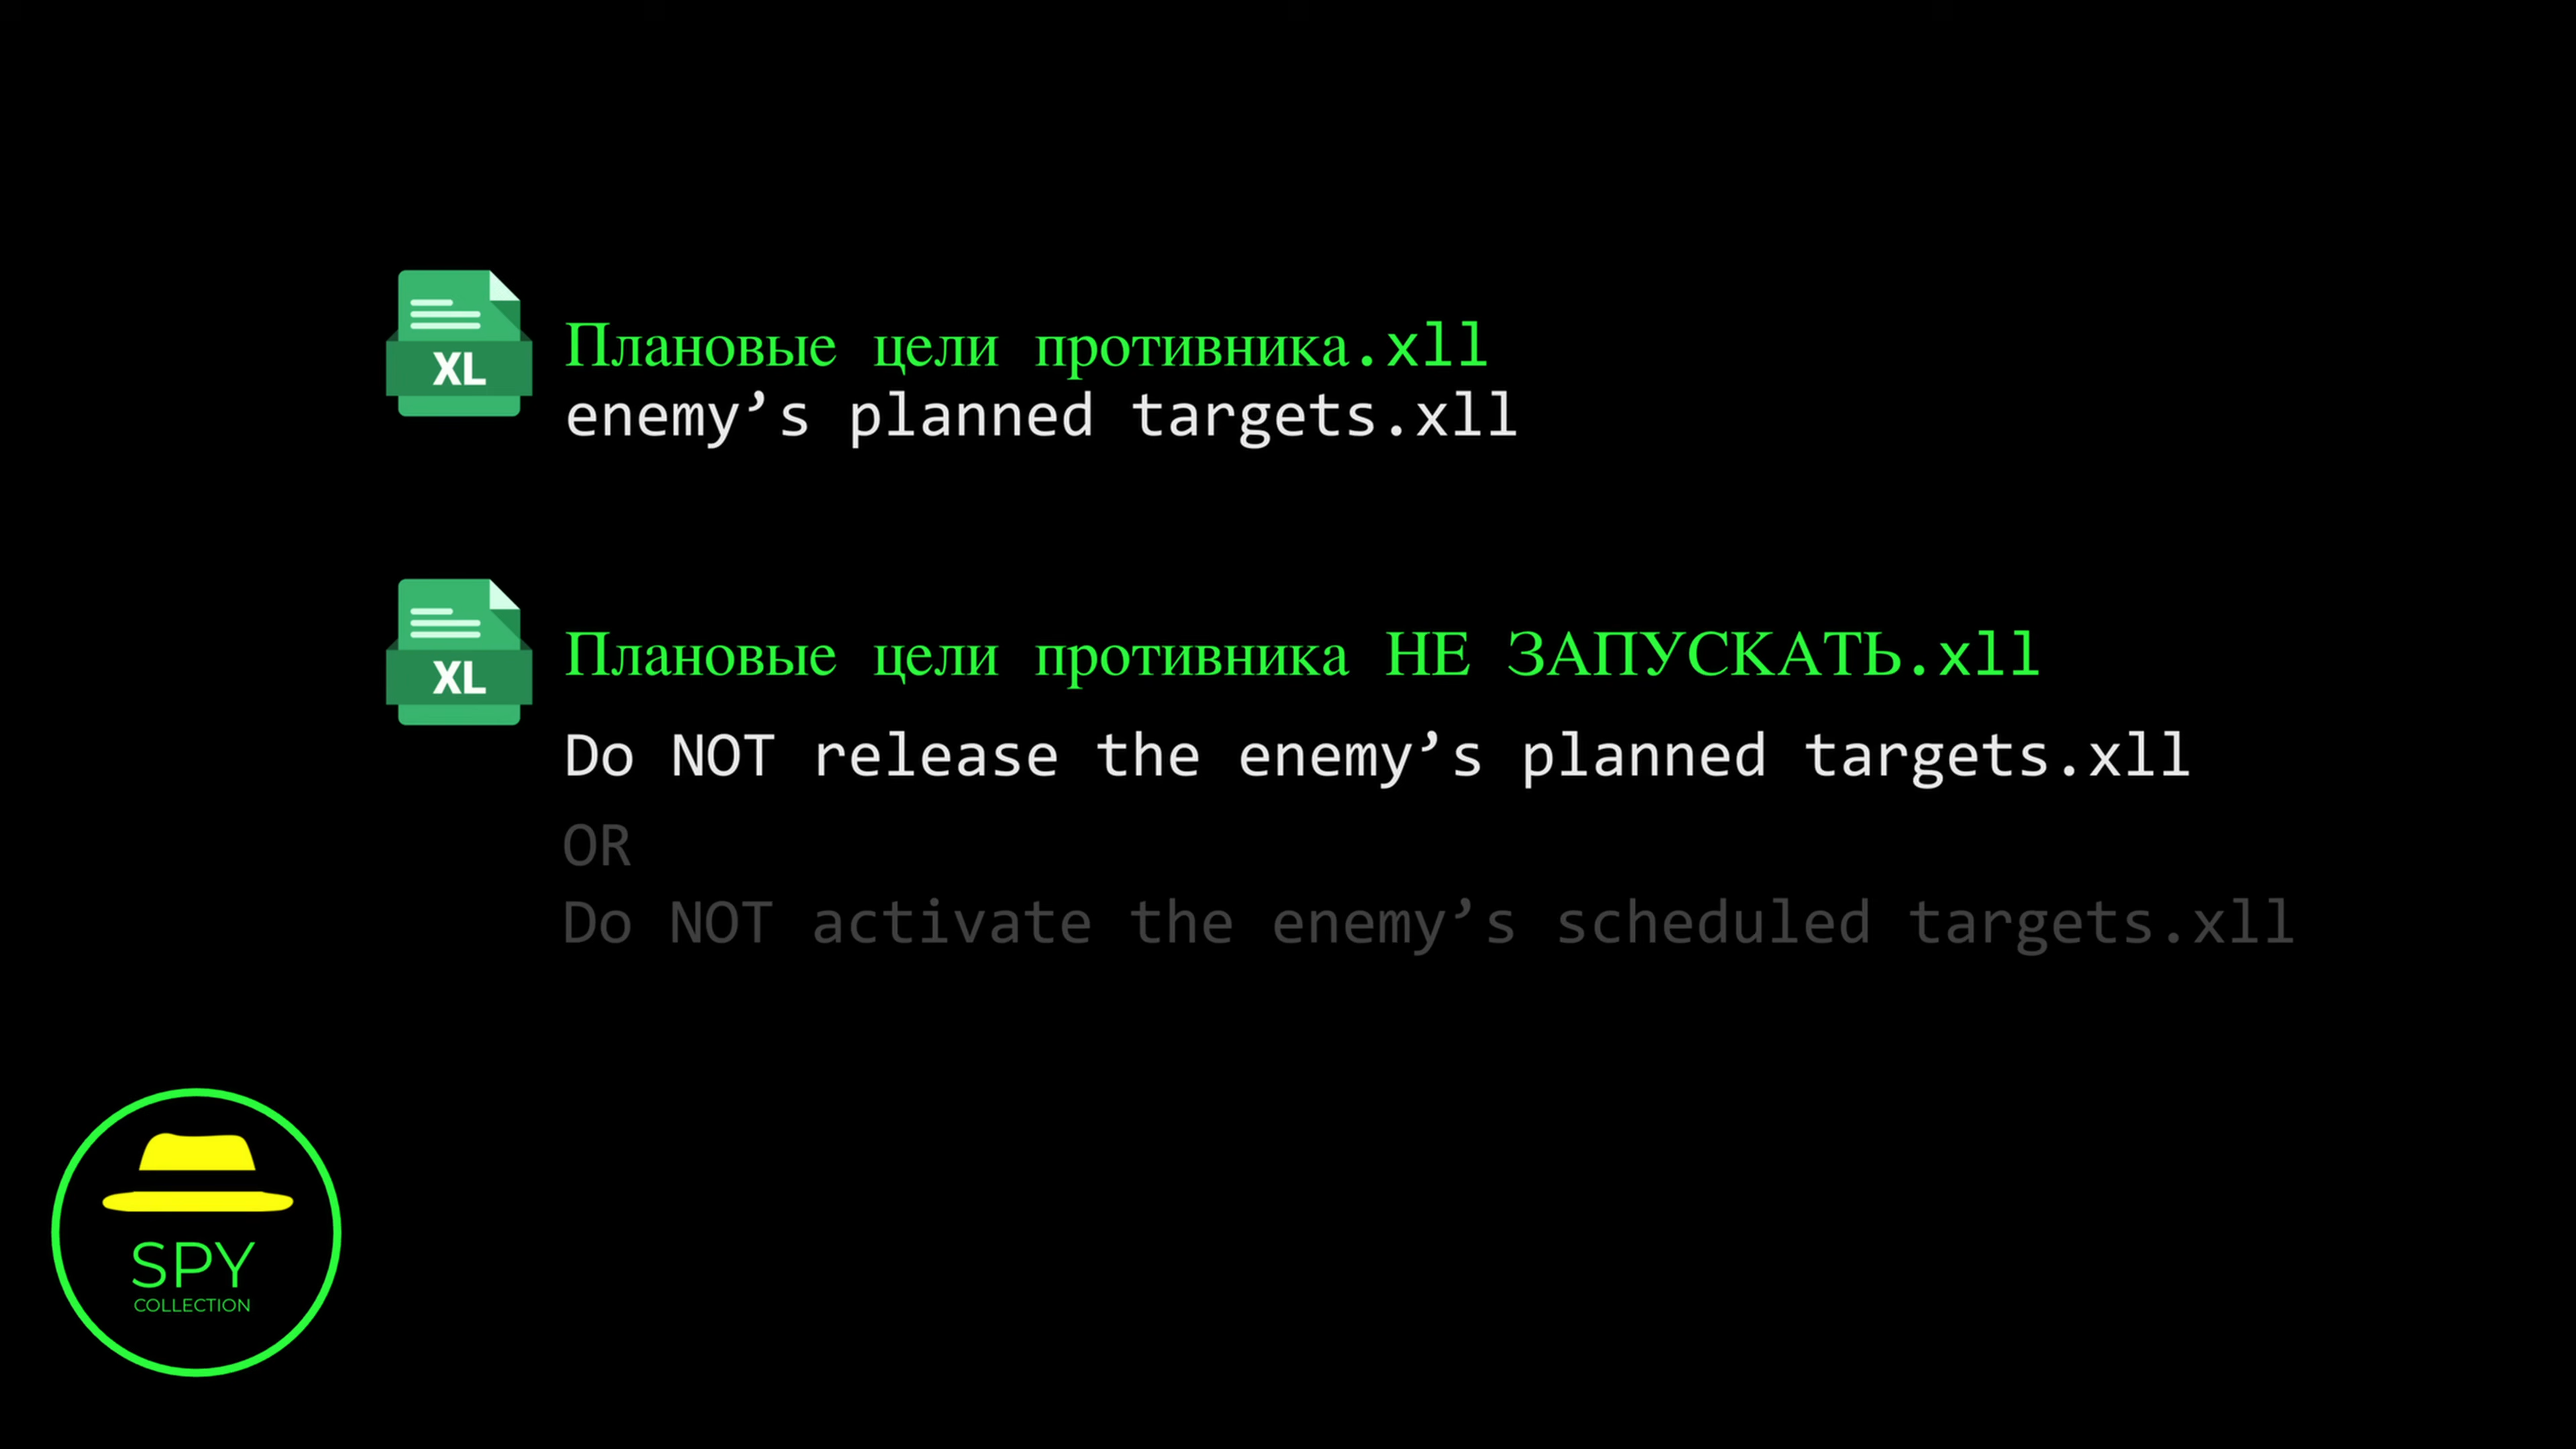 XL
Плановые цели противника.xll
enemy’s planned targets.xll
XL
Плановые цели противника НЕ ЗАПУСКАТЬ.xll
Do NOT release the enemy’s planned targets.xll
OR
Do NOT activate the enemy’s scheduled targets.xll
SPY
COLLECTION